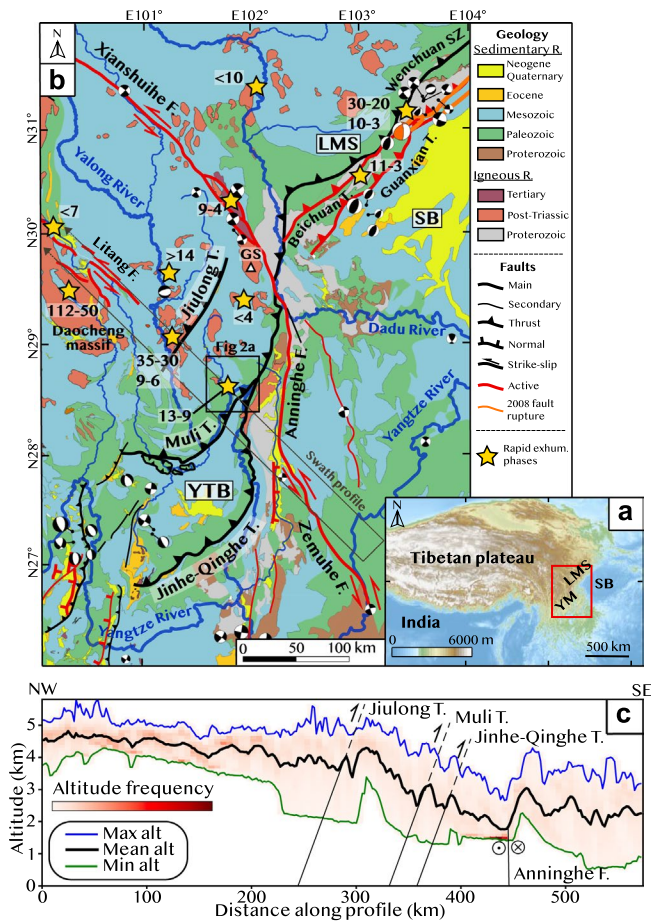 E101°
E102°
E103°
E104°
N
b
Xianshuihe F.
<10
Wenchuan SZ
30-20
10-3
LMS
N31°
Yalong River
11-3
Guanxian T.
Beichuan T.
9-4
SB
<7
N30°
Litang F.
>14
GS
Jiulong T.
<4
112-50
Daocheng
massif
Dadu River
N29°
35-30
9-6
Fig 2a
Anninghe F.
13-9
Muli T.
Yangtze River
N28°
YTB
Swath profile
Jinhe-Qinghe T.
Zemuhe F.
N27°
Yangtze River
0 50 100 km
Geology
Sedimentary R.
Neogene
Quaternary
Eocene
Mesozoic
Paleozoic
Proterozoic
Igneous R.
Tertiary
Post-Triassic
Proterozoic
Faults
Main
Secondary
Thrust
Normal
Strike-slip
Active
2008 fault
rupture
Rapid exhum.
phases
N
a
Tibetan plateau
LMS
SB
YM
India
0 6000 m
500 km
NW
SE
c
Jiulong T.
Muli T.
Jinhe-Qinghe T.
5
4
3
2
1
0
Altitude (km)
Altitude frequency
Max alt
Mean alt
Min alt
Anninghe F.
0 100 200 300 400 500
Distance along profile (km)